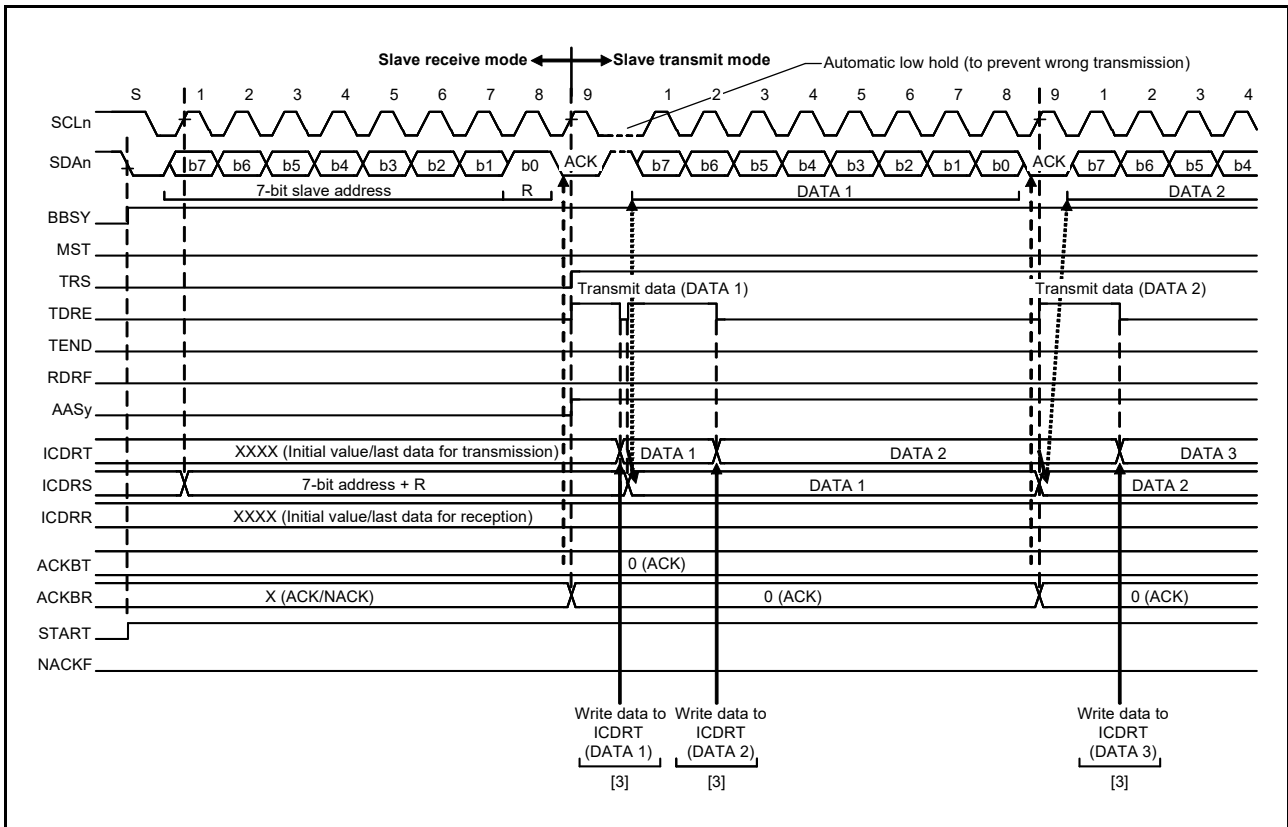 Slave receive mode Slave transmit mode
Automatic low hold (to prevent wrong transmission)
S 1 2 3 4 5 6 7 8 9 1 2 3 4 5 6 7 8 9 1 2 3 4
SCLn
SDAn b7 b6 b5 b4 b3 b2 b1 b0 ACK b7 b6 b5 b4 b3 b2 b1 b0 ACK b7 b6 b5 b4
7-bit slave address R DATA 1 DATA 2
BBSY
MST
TRS
Transmit data (DATA 1) Transmit data (DATA 2)
TDRE
TEND
RDRF
AASy
ICDRT XXXX (Initial value/last data for transmission) DATA 1 DATA 2 DATA 3
ICDRS 7-bit address + R DATA 1 DATA 2
ICDRR XXXX (Initial value/last data for reception)
ACKBT 0 (ACK)
ACKBR X (ACK/NACK) 0 (ACK) 0 (ACK)
START
NACKF
Write data to Write data to Write data to
ICDRT ICDRT ICDRT
(DATA 1) (DATA 2) (DATA 3)
[3] [3] [3]